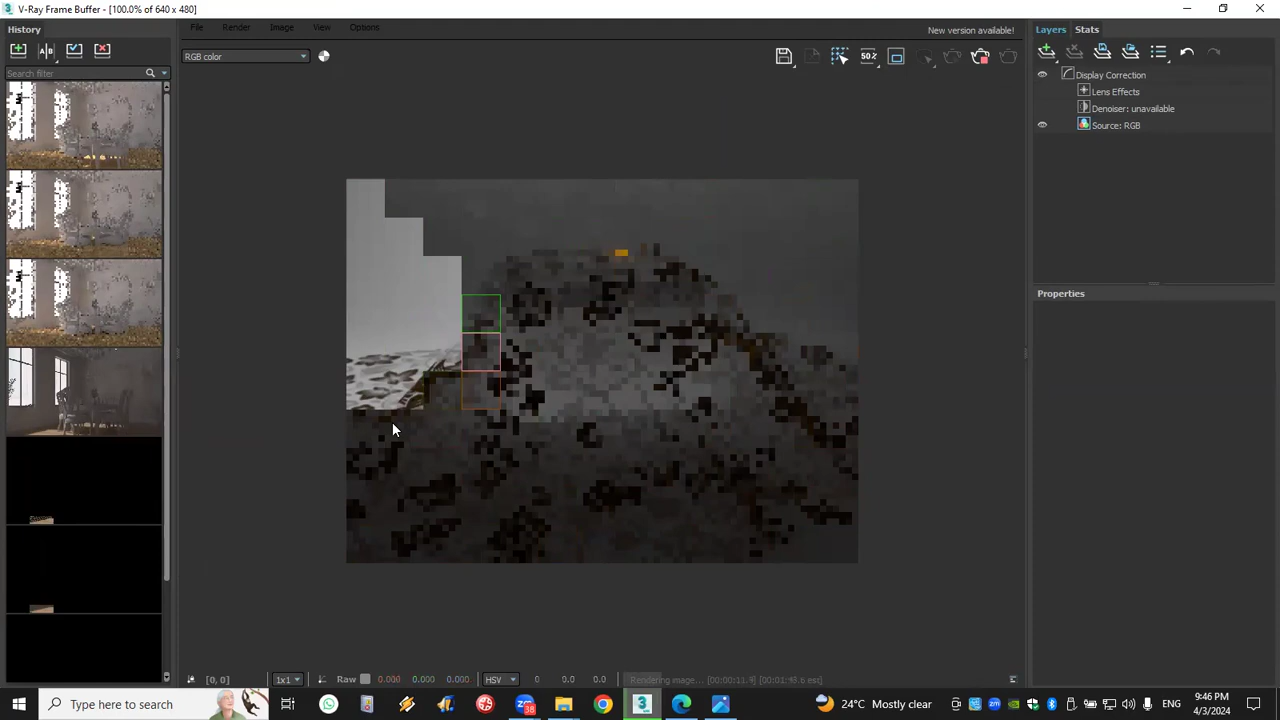 V-Ray Frame Buffer - [100.0% of 640 x 480]
History
File
Render
Image
View
Options
New version available!
Layers
Stats
RGB color
50%
Search filter
Display Correction
Lens Effects
Denoiser: unavailable
Source: RGB
Properties
[0, 0]
1x1
Raw
0.000
0.000
0.000
HSV
0
0.0
0.0
Type here to search
38
24°C Mostly clear
ENG
9:46 PM
4/3/2024